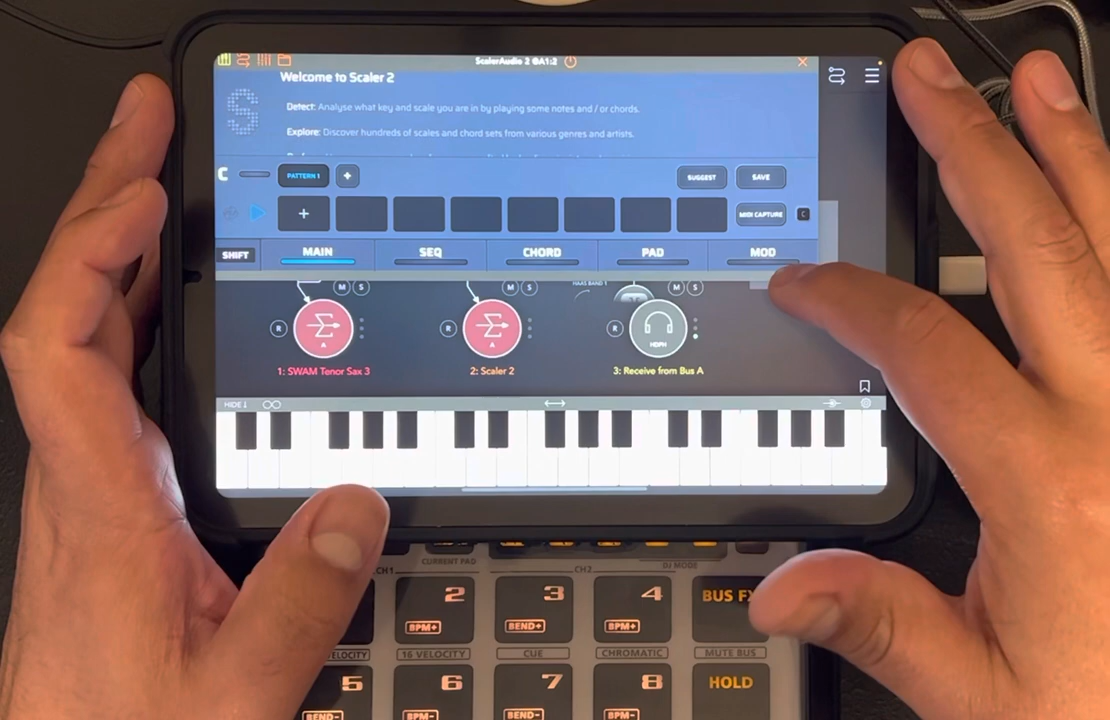 ScalerAudio 2 @A1:2
Welcome to Scaler 2
Detect: Analyse what key and scale you are in by playing some notes and / or chords.
Explore: Discover hundreds of scales and chord sets from various genres and artists.
C PATTERN 1 + SUGGEST SAVE
+ MIDI CAPTURE C
SHIFT MAIN SEQ CHORD PAD MOD
M S M S HAAS BAND 1 M S
R A R A R HDPH
1: SWAM Tenor Sax 3 2: Scaler 2 3: Receive from Bus A
HIDE
CH1 CURRENT PAD CH2 DJ MODE
2 3 4 BUS FX
BPM+ BEND+ BPM+
VELOCITY 16 VELOCITY CUE CHROMATIC MUTE BUS
5 6 7 8 HOLD
BEND- BPM- BEND- BPM-